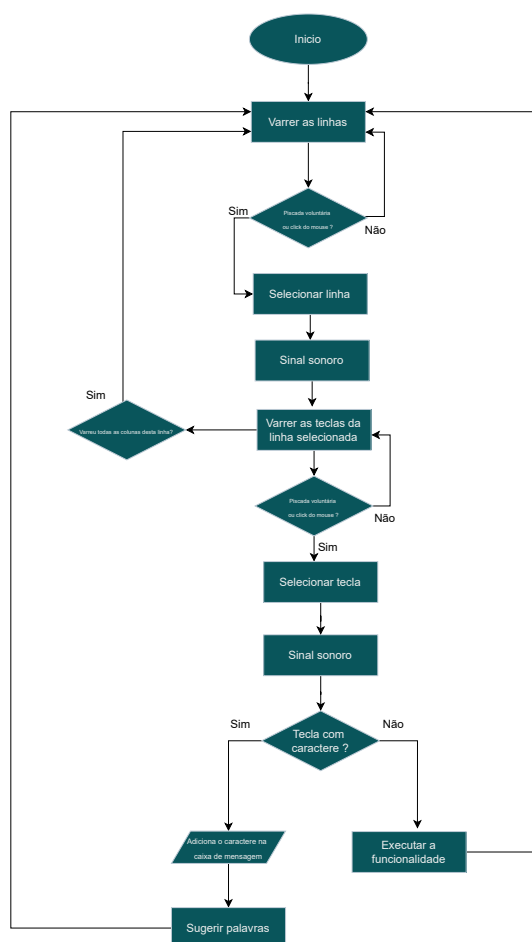 Inicio
Varrer as linhas
Piscada voluntária
ou click do mouse ?
Sim
Não
Selecionar linha
Sinal sonoro
Varrer as teclas da
linha selecionada
Sim
Varreu todas as colunas desta linha?
Piscada voluntária
ou click do mouse ?
Não
Sim
Selecionar tecla
Sinal sonoro
Tecla com
caractere ?
Sim
Não
Adiciona o caractere na
caixa de mensagem
Executar a
funcionalidade
Sugerir palavras